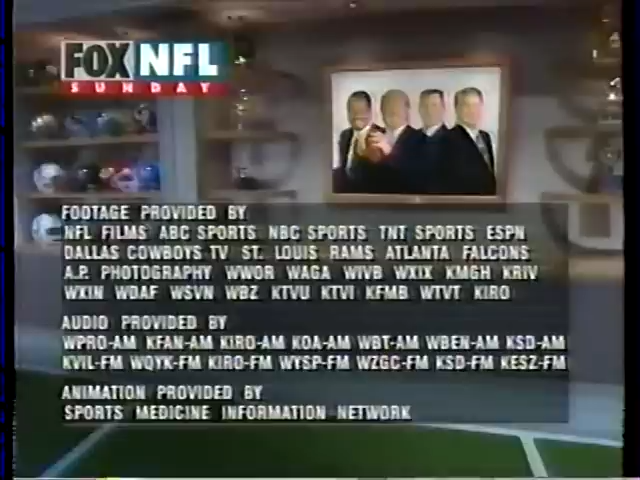 FOX NFL
SUNDAY
FOOTAGE PROVIDED BY
NFL FILMS ABC SPORTS NBC SPORTS TNT SPORTS ESPN
DALLAS COWBOYS TV ST. LOUIS RAMS ATLANTA FALCONS
A.P. PHOTOGRAPHY WWOR WAGA WIVB WXIX KMGH KRIV
WXIN WDAF WSVN WBZ KTVU KTVI KFMB WTVT KIRO
AUDIO PROVIDED BY
WPRO-AM KFAN-AM KIRO-AM KOA-AM WBT-AM WBEN-AM KSD-AM
KVIL-FM WQYK-FM KIRO-FM WYSP-FM WZGC-FM KSD-FM KESZ-FM
ANIMATION PROVIDED BY
SPORTS MEDICINE INFORMATION NETWORK